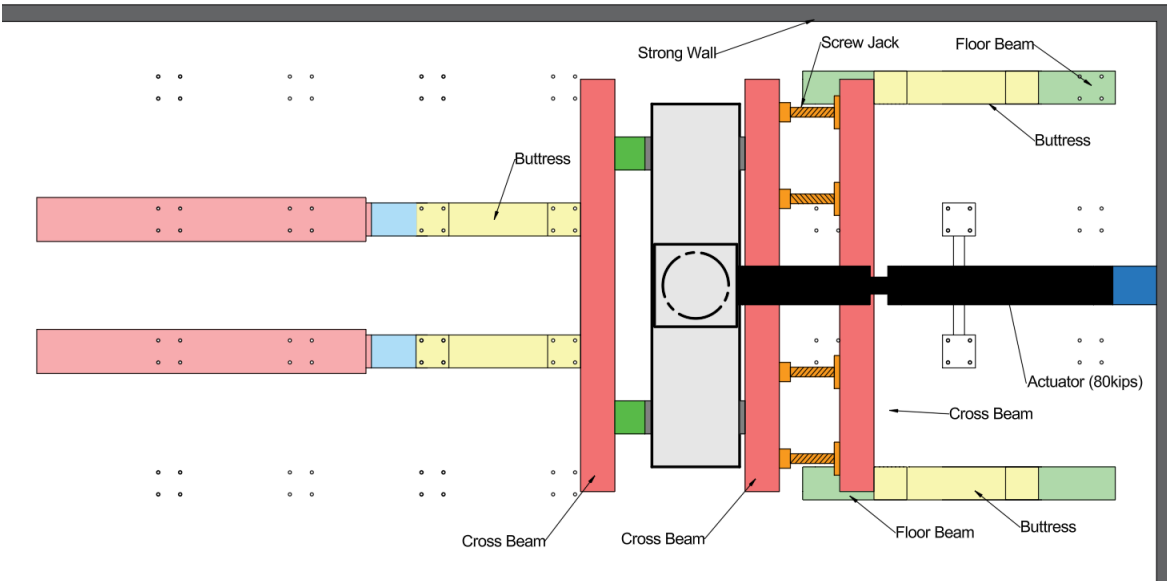 Strong Wall
Screw Jack
Floor Beam
Buttress
Buttress
Actuator (80kips)
Cross Beam
Cross Beam
Cross Beam
Floor Beam
Buttress